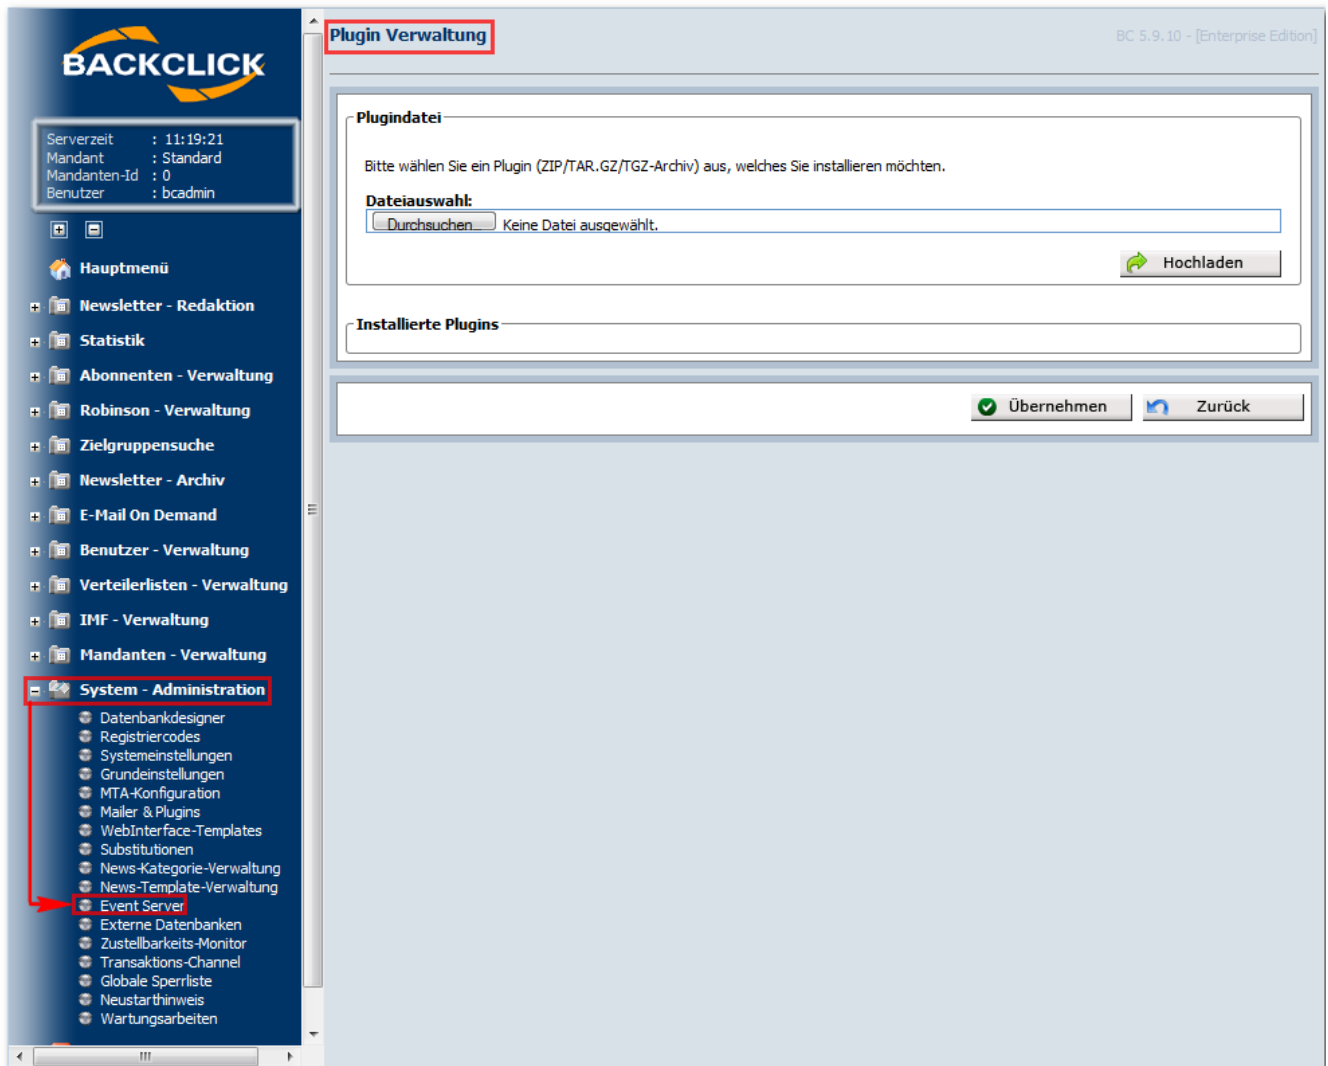 BACKCLICK
Serverzeit : 11:19:21
Mandant : Standard
Mandanten-Id : 0
Benutzer : bcadmin
Hauptmenü
Newsletter - Redaktion
Statistik
Abonnenten - Verwaltung
Robinson - Verwaltung
Zielgruppensuche
Newsletter - Archiv
E-Mail On Demand
Benutzer - Verwaltung
Verteilerlisten - Verwaltung
IMF - Verwaltung
Mandanten - Verwaltung
System - Administration
Datenbankdesigner
Registriercodes
Systemeinstellungen
Grundeinstellungen
MTA-Konfiguration
Mailer & Plugins
WebInterface-Templates
Substitutionen
News-Kategorie-Verwaltung
News-Template-Verwaltung
Event Server
Externe Datenbanken
Zustellbarkeits-Monitor
Transaktions-Channel
Globale Sperrliste
Neustarthinweis
Wartungsarbeiten
Plugin Verwaltung
BC 5.9.10 - [Enterprise Edition]
Plugindatei
Bitte wählen Sie ein Plugin (ZIP/TAR.GZ/TGZ-Archiv) aus, welches Sie installieren möchten.
Dateiauswahl:
Durchsuchen... Keine Datei ausgewählt.
Hochladen
Installierte Plugins
Übernehmen Zurück